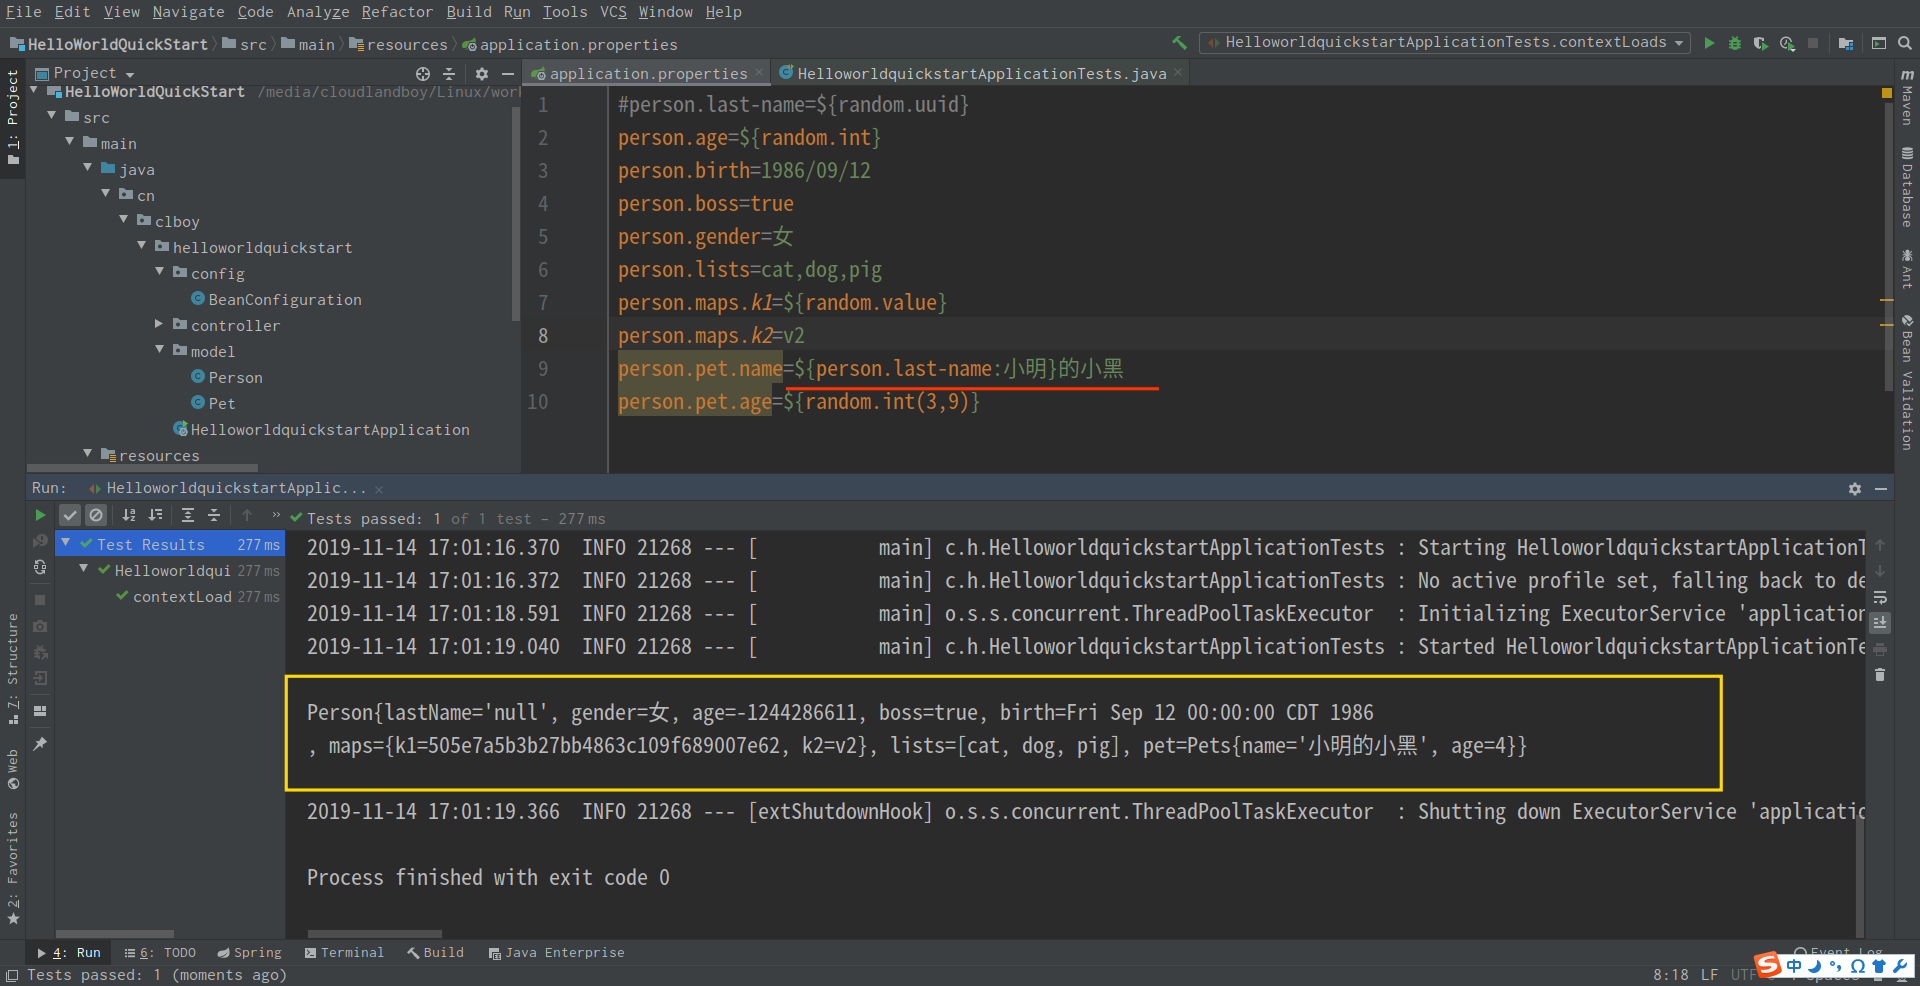 File Edit View Navigate Code Analyze Refactor Build Run Tools VCS Window Help
HelloWorldQuickStart src main resources application.properties
HelloworldquickstartApplicationTests.contextLoads
Project
application.properties
HelloworldquickstartApplicationTests.java
1: Project
HelloWorldQuickStart /media/cloudlandboy/Linux/work
src
main
java
cn
clboy
helloworldquickstart
config
BeanConfiguration
controller
model
Person
Pet
HelloworldquickstartApplication
resources
1 #person.last-name=${random.uuid}
2 person.age=${random.int}
3 person.birth=1986/09/12
4 person.boss=true
5 person.gender=女
6 person.lists=cat,dog,pig
7 person.maps.k1=${random.value}
8 person.maps.k2=v2
9 person.pet.name=${person.last-name:小明}的小黑
10 person.pet.age=${random.int(3,9)}
m Maven
Database
Ant
Bean Validation
Run: HelloworldquickstartApplic...
Tests passed: 1 of 1 test – 277 ms
Test Results 277 ms
Helloworldqui 277 ms
contextLoad 277 ms
2019-11-14 17:01:16.370  INFO 21268 --- [           main] c.h.HelloworldquickstartApplicationTests : Starting HelloworldquickstartApplicationT
2019-11-14 17:01:16.372  INFO 21268 --- [           main] c.h.HelloworldquickstartApplicationTests : No active profile set, falling back to de
2019-11-14 17:01:18.591  INFO 21268 --- [           main] o.s.s.concurrent.ThreadPoolTaskExecutor  : Initializing ExecutorService 'application
2019-11-14 17:01:19.040  INFO 21268 --- [           main] c.h.HelloworldquickstartApplicationTests : Started HelloworldquickstartApplicationTe
Person{lastName='null', gender=女, age=-1244286611, boss=true, birth=Fri Sep 12 00:00:00 CDT 1986
, maps={k1=505e7a5b3b27bb4863c109f689007e62, k2=v2}, lists=[cat, dog, pig], pet=Pets{name='小明的小黑', age=4}}
2019-11-14 17:01:19.366  INFO 21268 --- [extShutdownHook] o.s.s.concurrent.ThreadPoolTaskExecutor  : Shutting down ExecutorService 'applicatio
Process finished with exit code 0
7: Structure
Web
2: Favorites
4: Run 6: TODO Spring Terminal Build Java Enterprise Event Log
Tests passed: 1 (moments ago)
8:18 LF UTF
S 中